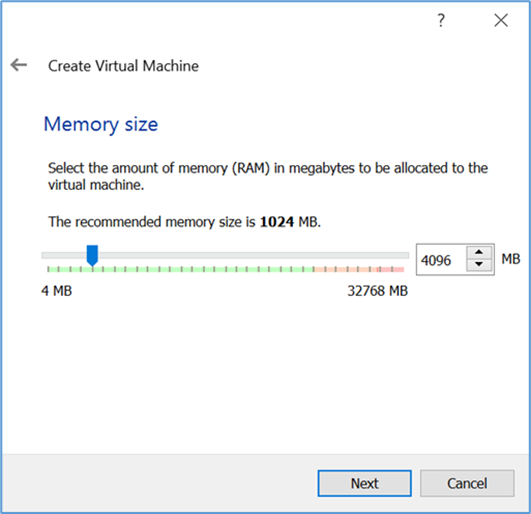 ?
Create Virtual Machine
Memory size
Select the amount of memory (RAM) in megabytes to be allocated to the
virtual machine.
The recommended memory size is 1024 MB.
4096 MB
4 MB 32768 MB
Next Cancel